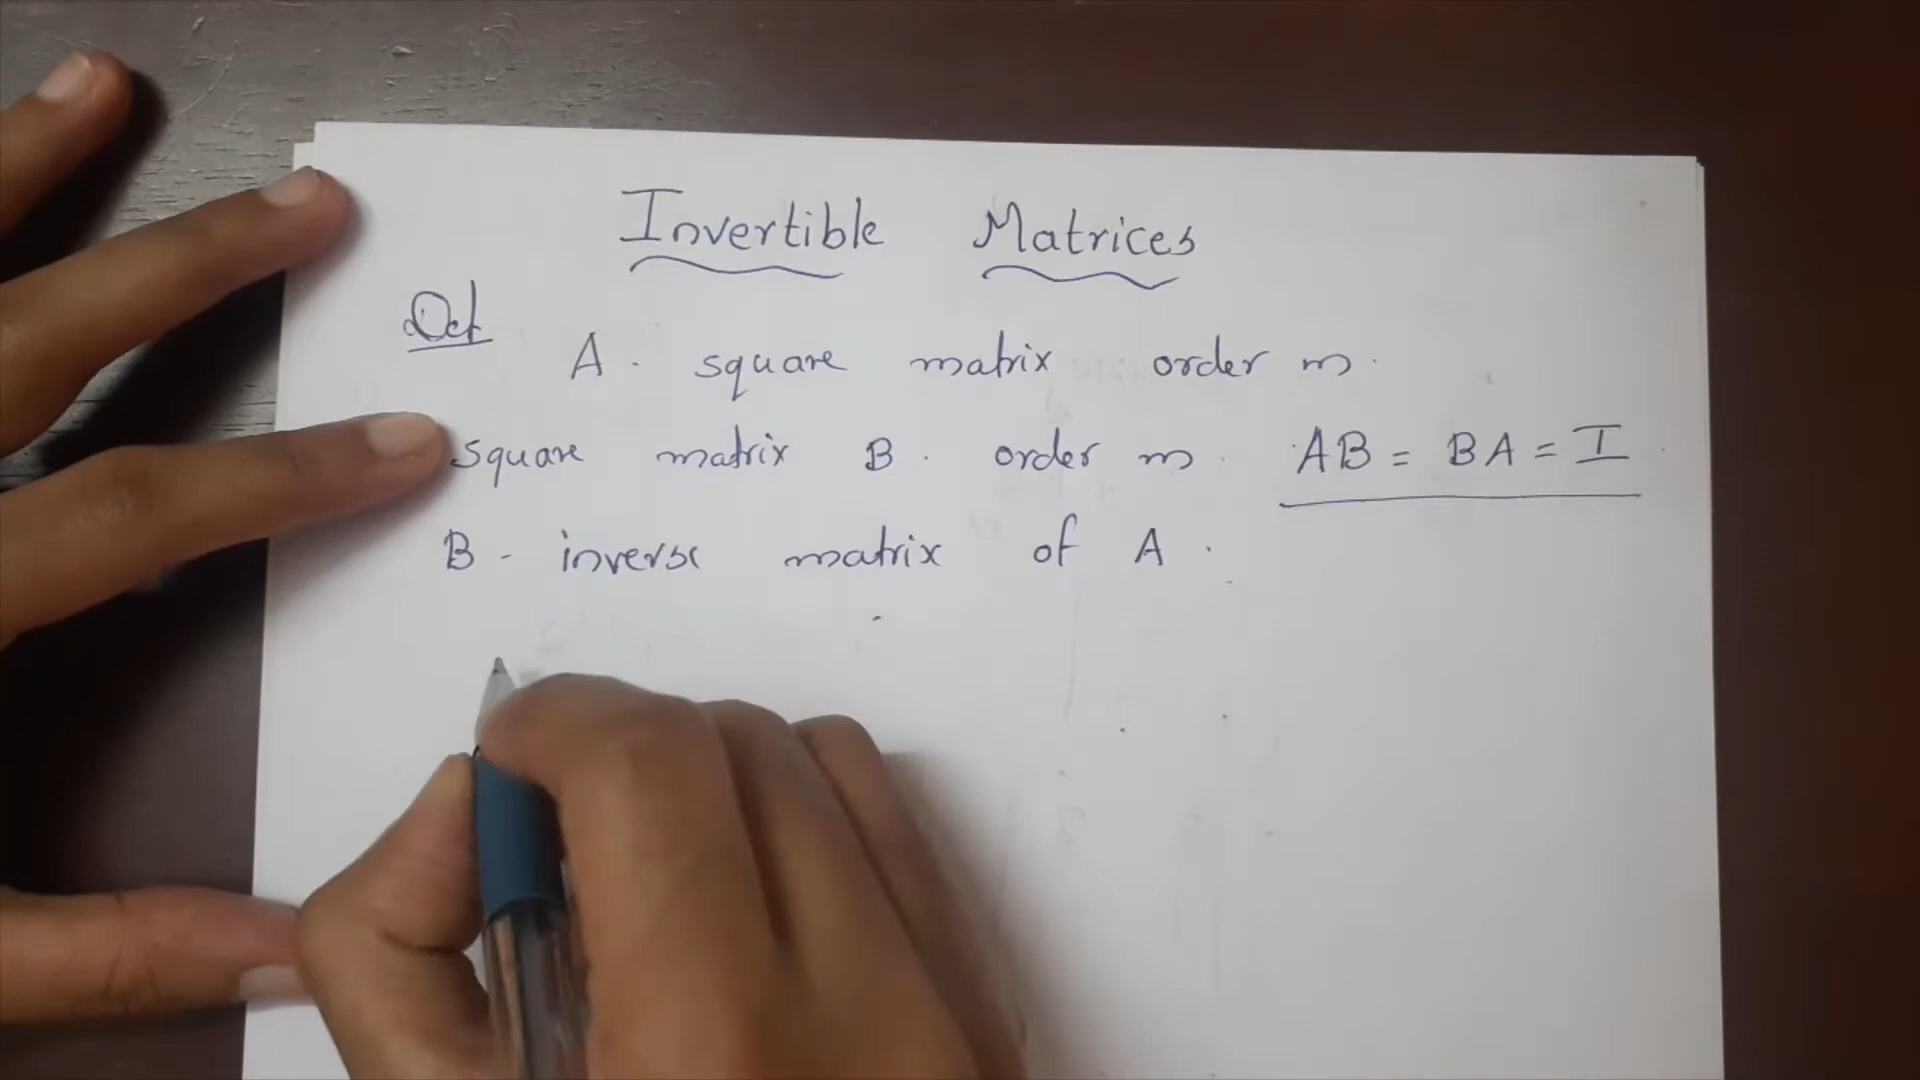 Invertible Matrices
Def
A. square matrix order m.
square matrix B. order m. AB = BA = I
B - inverse matrix of A.